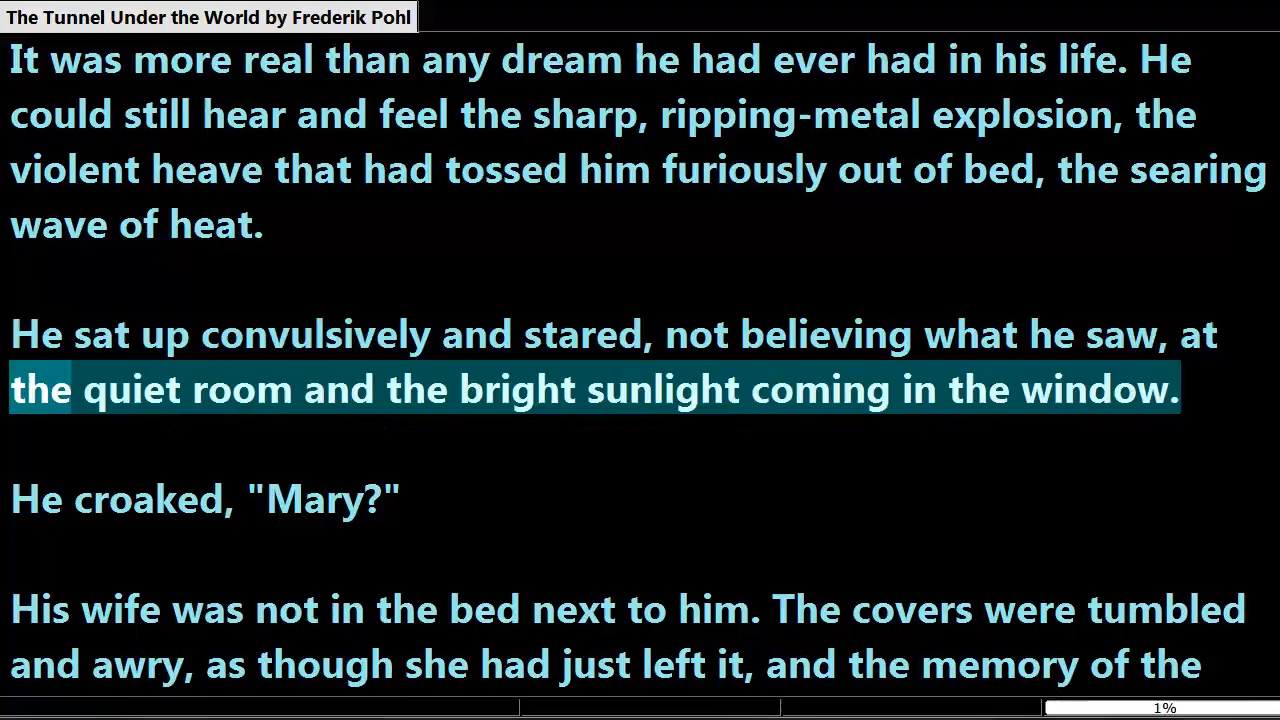 The Tunnel Under the World by Frederik Pohl
It was more real than any dream he had ever had in his life. He
could still hear and feel the sharp, ripping-metal explosion, the
violent heave that had tossed him furiously out of bed, the searing
wave of heat.
He sat up convulsively and stared, not believing what he saw, at
the quiet room and the bright sunlight coming in the window.
He croaked, "Mary?"
His wife was not in the bed next to him. The covers were tumbled
and awry, as though she had just left it, and the memory of the
1%